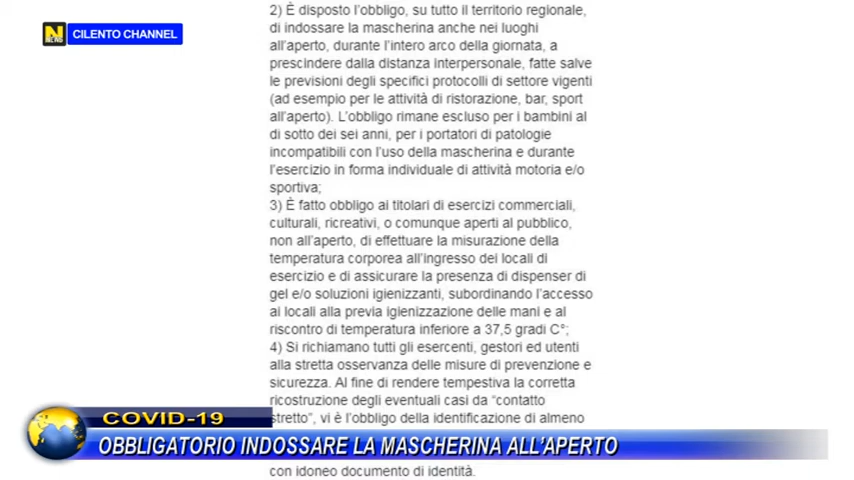 CILENTO CHANNEL
2) È disposto l'obbligo, su tutto il territorio regionale,
di indossare la mascherina anche nei luoghi
all'aperto, durante l'intero arco della giornata, a
prescindere dalla distanza interpersonale, fatte salve
le previsioni degli specifici protocolli di settore vigenti
(ad esempio per le attività di ristorazione, bar, sport
all'aperto). L'obbligo rimane escluso per i bambini al
di sotto dei sei anni, per i portatori di patologie
incompatibili con l'uso della mascherina e durante
l'esercizio in forma individuale di attività motoria e/o
sportiva;
3) È fatto obbligo ai titolari di esercizi commerciali,
culturali, ricreativi, o comunque aperti al pubblico,
non all'aperto, di effettuare la misurazione della
temperatura corporea all'ingresso dei locali di
esercizio e di assicurare la presenza di dispenser di
gel e/o soluzioni igienizzanti, subordinando l'accesso
ai locali alla previa igienizzazione delle mani e al
riscontro di temperatura inferiore a 37,5 gradi C°;
4) Si richiamano tutti gli esercenti, gestori ed utenti
alla stretta osservanza delle misure di prevenzione e
sicurezza. Al fine di rendere tempestiva la corretta
ricostruzione degli eventuali casi da “contatto
stretto”, vi è l'obbligo della identificazione di almeno
COVID-19
OBBLIGATORIO INDOSSARE LA MASCHERINA ALL'APERTO
con idoneo documento di identità.